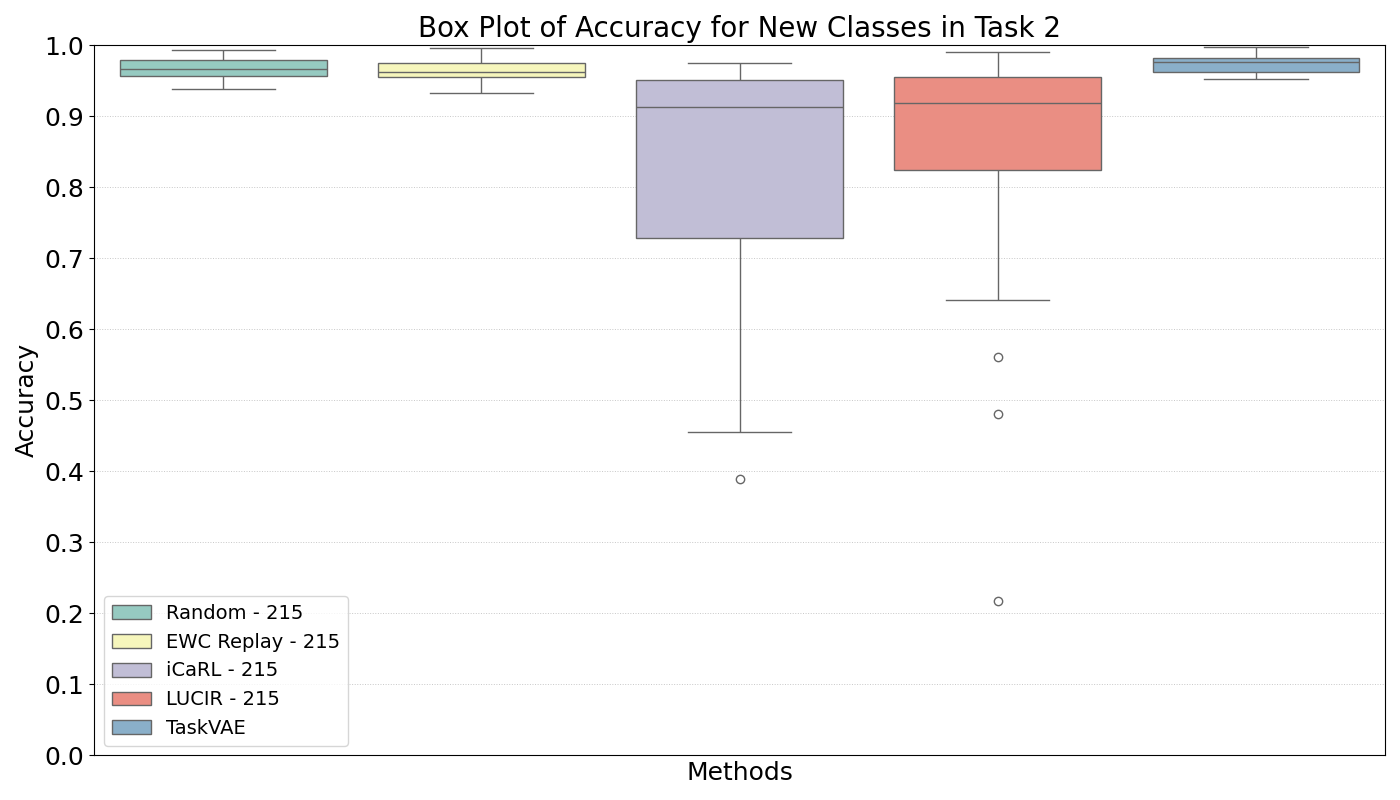 Box Plot of Accuracy for New Classes in Task 2
1.0
0.9
0.8
0.7
0.6
0.5
0.4
0.3
0.2
0.1
0.0
Accuracy
Methods
Random - 215
EWC Replay - 215
iCaRL - 215
LUCIR - 215
TaskVAE